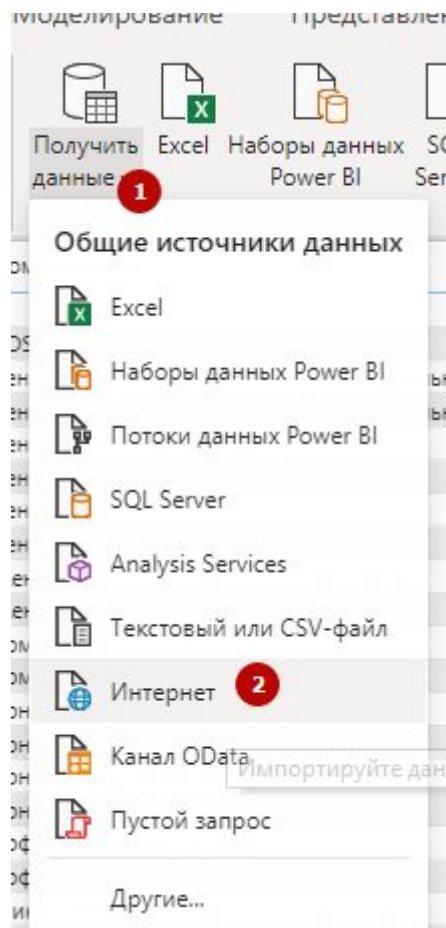 Моделирование Представлен
Получить Excel Наборы данных
данные Power BI Ser
1
Общие источники данных
Excel
Наборы данных Power BI
Потоки данных Power BI
SQL Server
Analysis Services
Текстовый или CSV-файл
Интернет 2
Канал OData
Импортируйте дан
Пустой запрос
Другие...